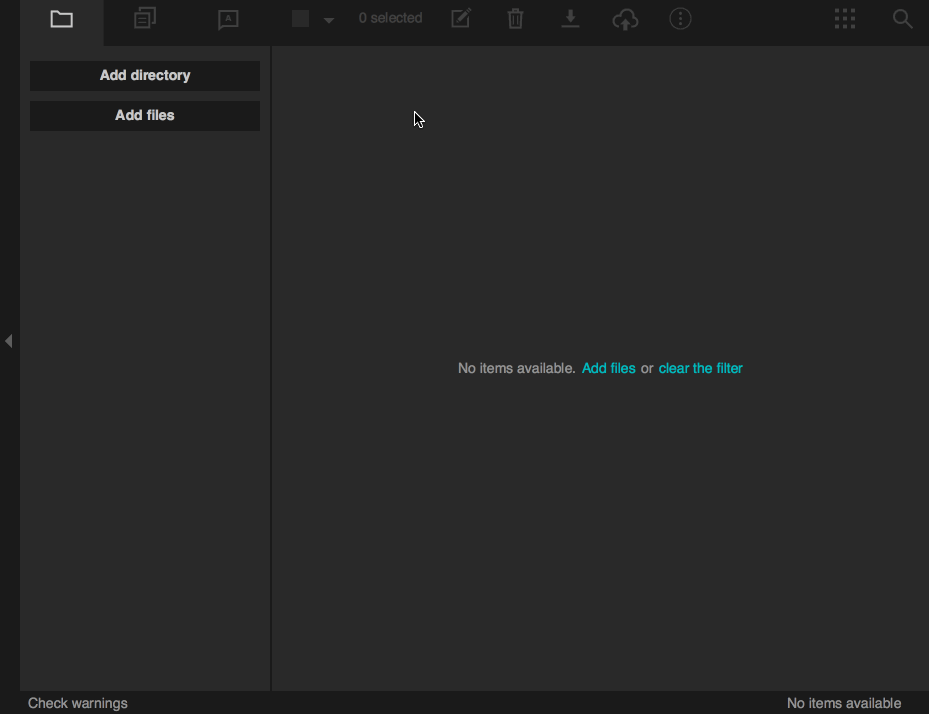 A
0 selected
Add directory
Add files
No items available. Add files or clear the filter
Check warnings
No items available